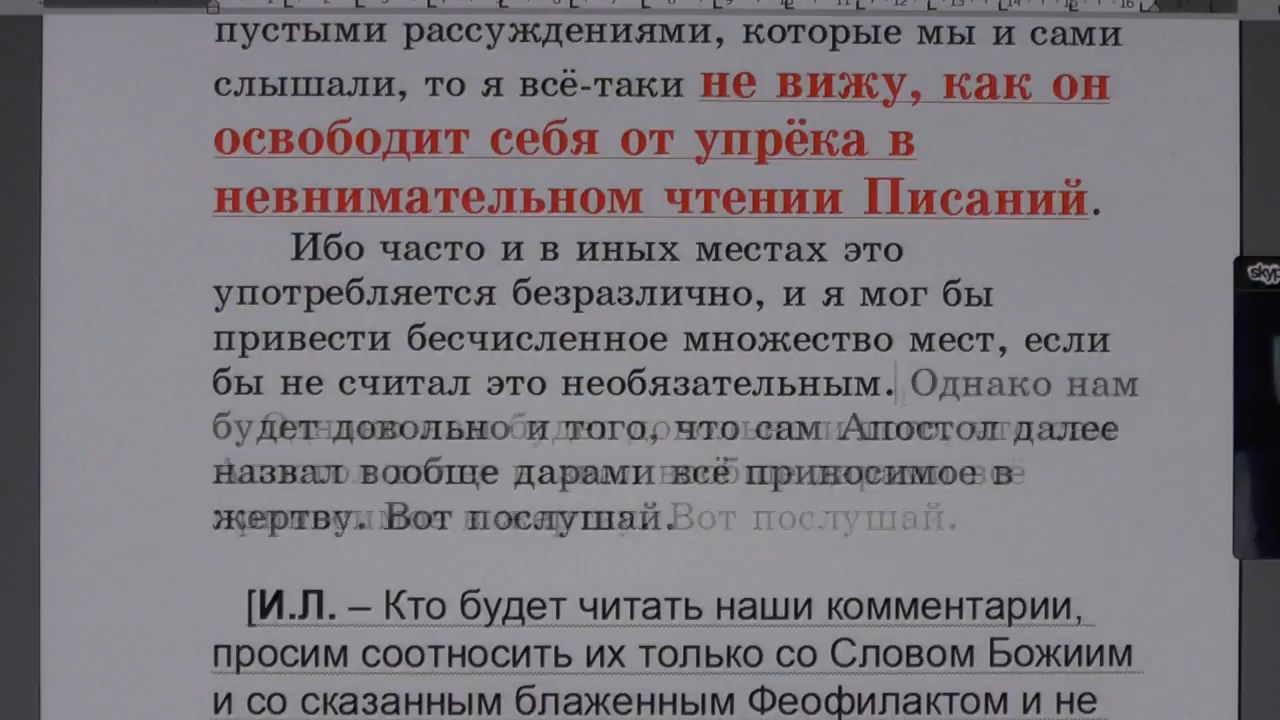 пустыми рассуждениями, которые мы и сами
слышали, то я всё-таки не вижу, как он
освободит себя от упрёка в
невнимательном чтении Писаний.
Ибо часто и в иных местах это
употребляется безразлично, и я мог бы
привести бесчисленное множество мест, если
бы не считал это необязательным. Однако нам
будет довольно и того, что сам Апостол далее
назвал вообще дарами всё приносимое в
жертву. Вот послушай. Вот послушай.
[И.Л. – Кто будет читать наши комментарии,
просим соотносить их только со Словом Божиим
и со сказанным блаженным Феофилактом и не